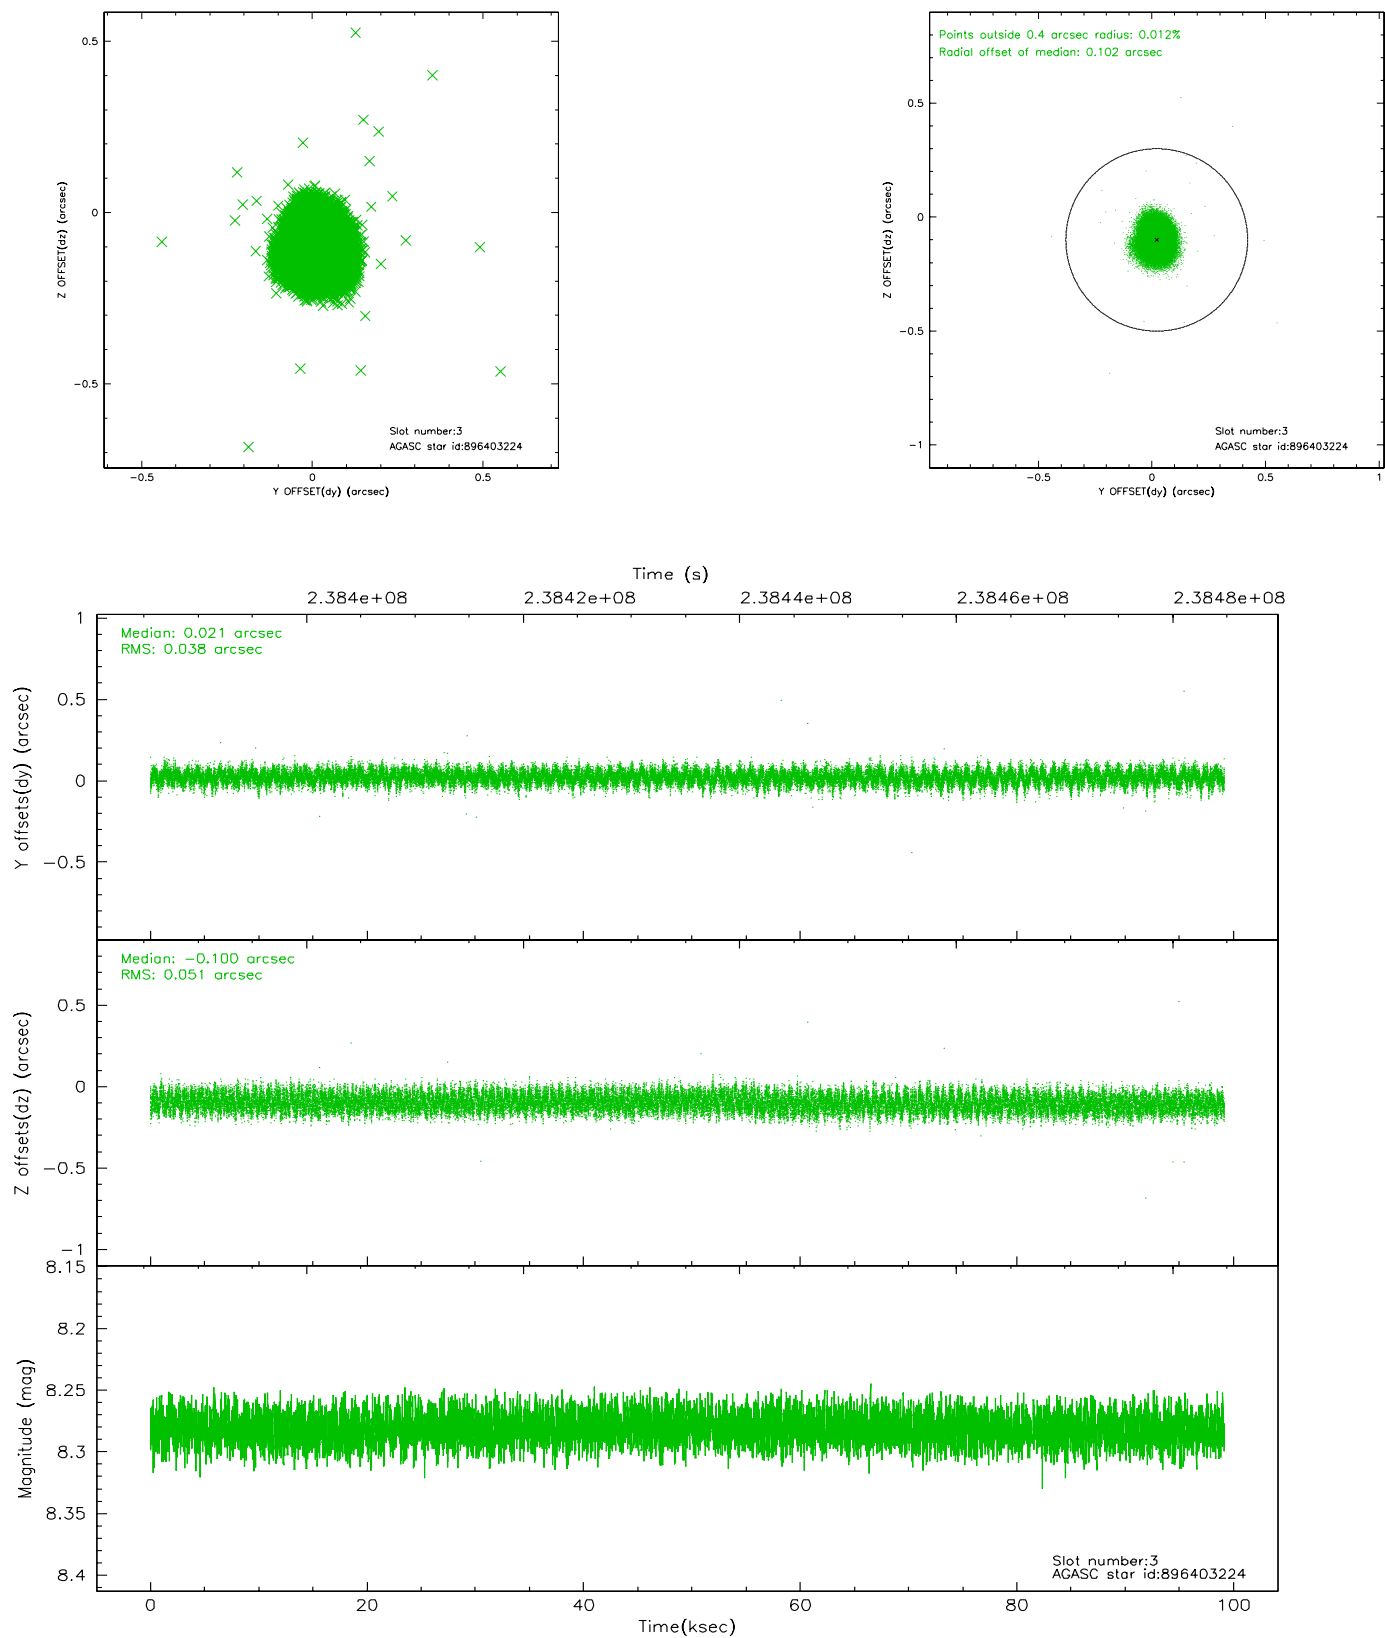 0.5
0
-0.5
Z OFFSET(dz) (arcsec)
Slot number:3
AGASC star id:896403224
-0.5 0 0.5
Y OFFSET(dy) (arcsec)
Points outside 0.4 arcsec radius: 0.012%
Radial offset of median: 0.102 arcsec
0.5
0
-0.5
-1
Z OFFSET(dz) (arcsec)
Slot number:3
AGASC star id:896403224
-0.5 0 0.5 1
Y OFFSET(dy) (arcsec)
Time (s)
2.384e+08 2.3842e+08 2.3844e+08 2.3846e+08 2.3848e+08
Median: 0.021 arcsec
RMS: 0.038 arcsec
1
0.5
0
-0.5
Y offsets(dy) (arcsec)
Median: -0.100 arcsec
RMS: 0.051 arcsec
0.5
0
-0.5
-1
Z offsets(dz) (arcsec)
8.15
8.2
8.25
8.3
8.35
8.4
Magnitude (mag)
Slot number:3
AGASC star id:896403224
0 20 40 60 80 100
Time(ksec)